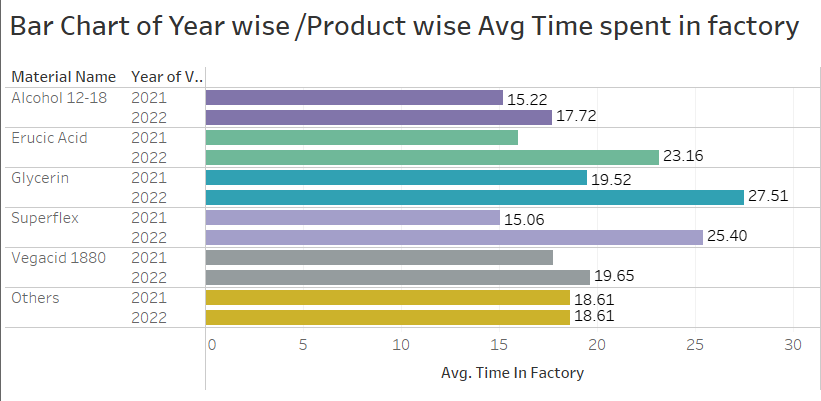 Bar Chart of Year wise /Product wise Avg Time spent in factory
Material Name Year of V..
Alcohol 12-18 2021 15.22
2022 17.72
Erucic Acid 2021
2022 23.16
Glycerin 2021 19.52
2022 27.51
Superflex 2021 15.06
2022 25.40
Vegacid 1880 2021
2022 19.65
Others 2021 18.61
2022 18.61
0 5 10 15 20 25 30
Avg. Time In Factory